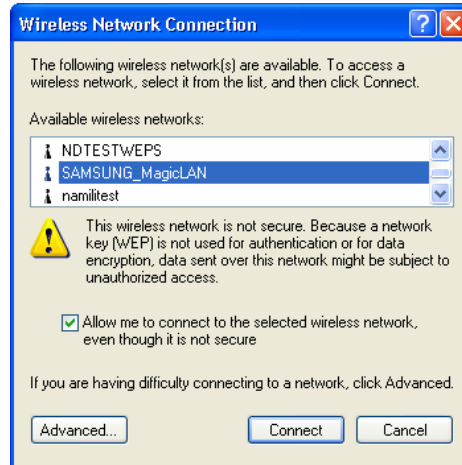 Wireless Network Connection
The following wireless network(s) are available. To access a
wireless network, select it from the list, and then click Connect.
Available wireless networks:
NDTESTWEPS
SAMSUNG_MagicLAN
namilitest
This wireless network is not secure. Because a network
key (WEP) is not used for authentication or for data
encryption, data sent over this network might be subject to
unauthorized access.
Allow me to connect to the selected wireless network,
even though it is not secure
If you are having difficulty connecting to a network, click Advanced.
Advanced... Connect Cancel